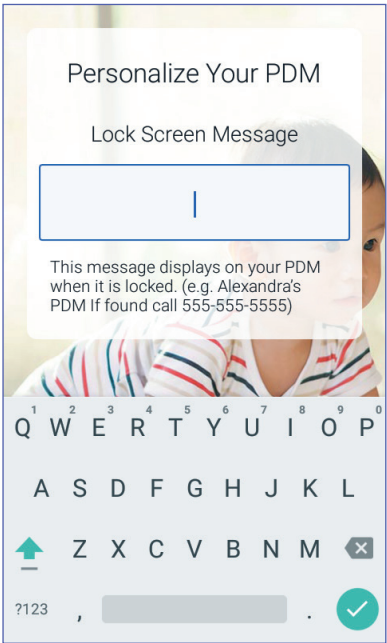 Personalize Your PDM
Lock Screen Message
This message displays on your PDM
when it is locked. (e.g. Alexandra's
PDM If found call 555-555-5555)
1 2 3 4 5 6 7 8 9 0
Q W E R T Y U I O P
A S D F G H J K L
Z X C V B N M
?123 , .